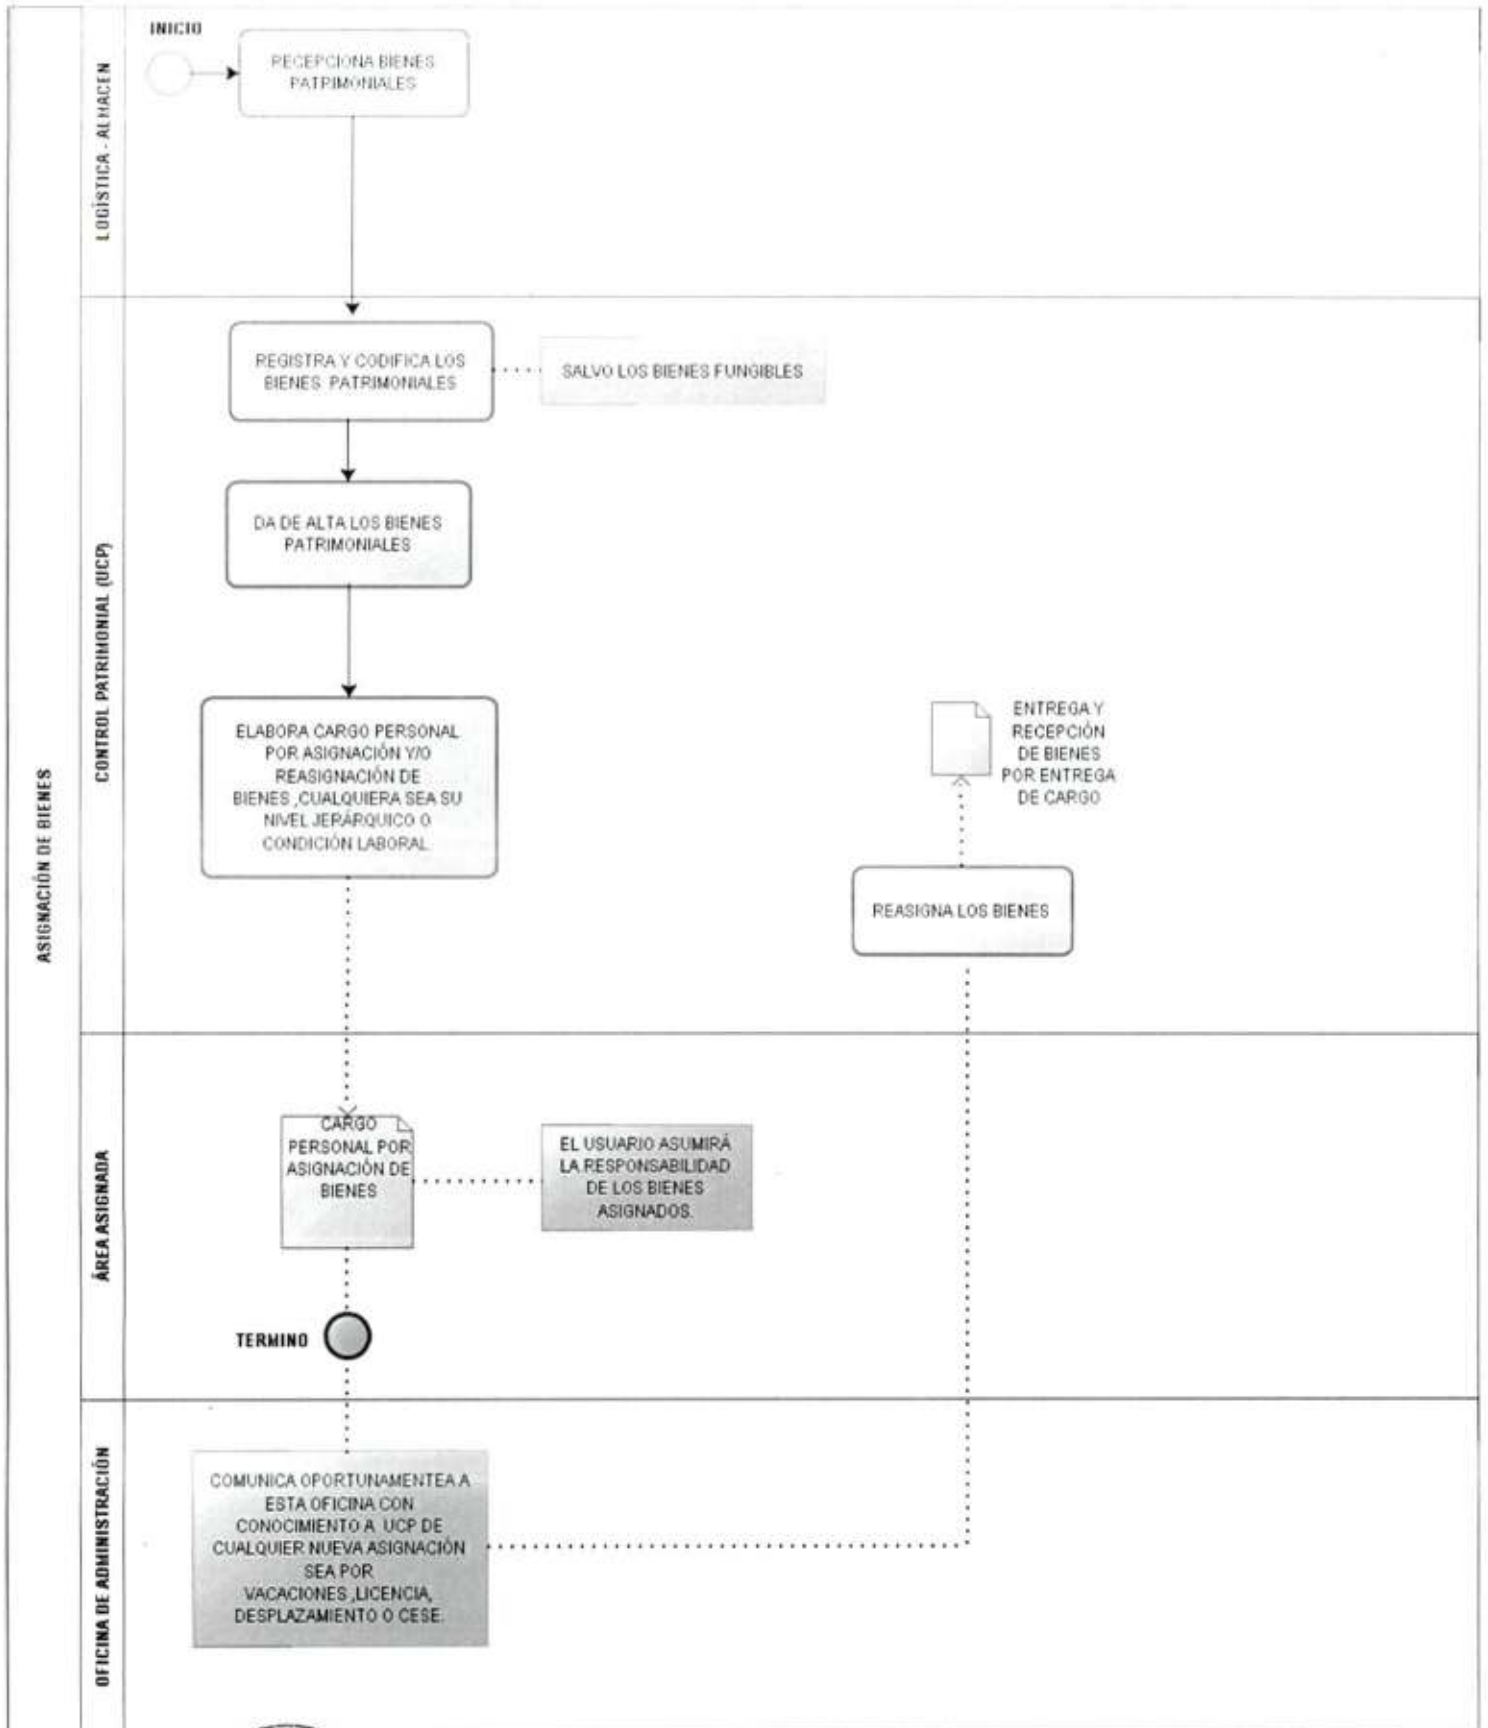 INICIO
RECEPCIONA BIENES
PATRIMONIALES
LOGÍSTICA - ALMACEN
REGISTRA Y CODIFICA LOS
BIENES PATRIMONIALES
SALVO LOS BIENES FUNGIBLES
DA DE ALTA LOS BIENES
PATRIMONIALES
CONTROL PATRIMONIAL (UCP)
ELABORA CARGO PERSONAL
POR ASIGNACIÓN Y/O
REASIGNACIÓN DE
BIENES ,CUALQUIERA SEA SU
NIVEL JERÁRQUICO O
CONDICIÓN LABORAL.
ENTREGA Y
RECEPCIÓN
DE BIENES
POR ENTREGA
DE CARGO
REASIGNA LOS BIENES
ASIGNACIÓN DE BIENES
CARGO
PERSONAL POR
ASIGNACIÓN DE
BIENES
EL USUARIO ASUMIRÁ
LA RESPONSABILIDAD
DE LOS BIENES
ASIGNADOS.
ÁREA ASIGNADA
TERMINO
COMUNICA OPORTUNAMENTEA A
ESTA OFICINA CON
CONOCIMIENTO A UCP DE
CUALQUIER NUEVA ASIGNACIÓN
SEA POR
VACACIONES ,LICENCIA,
DESPLAZAMIENTO O CESE.
OFICINA DE ADMINISTRACIÓN